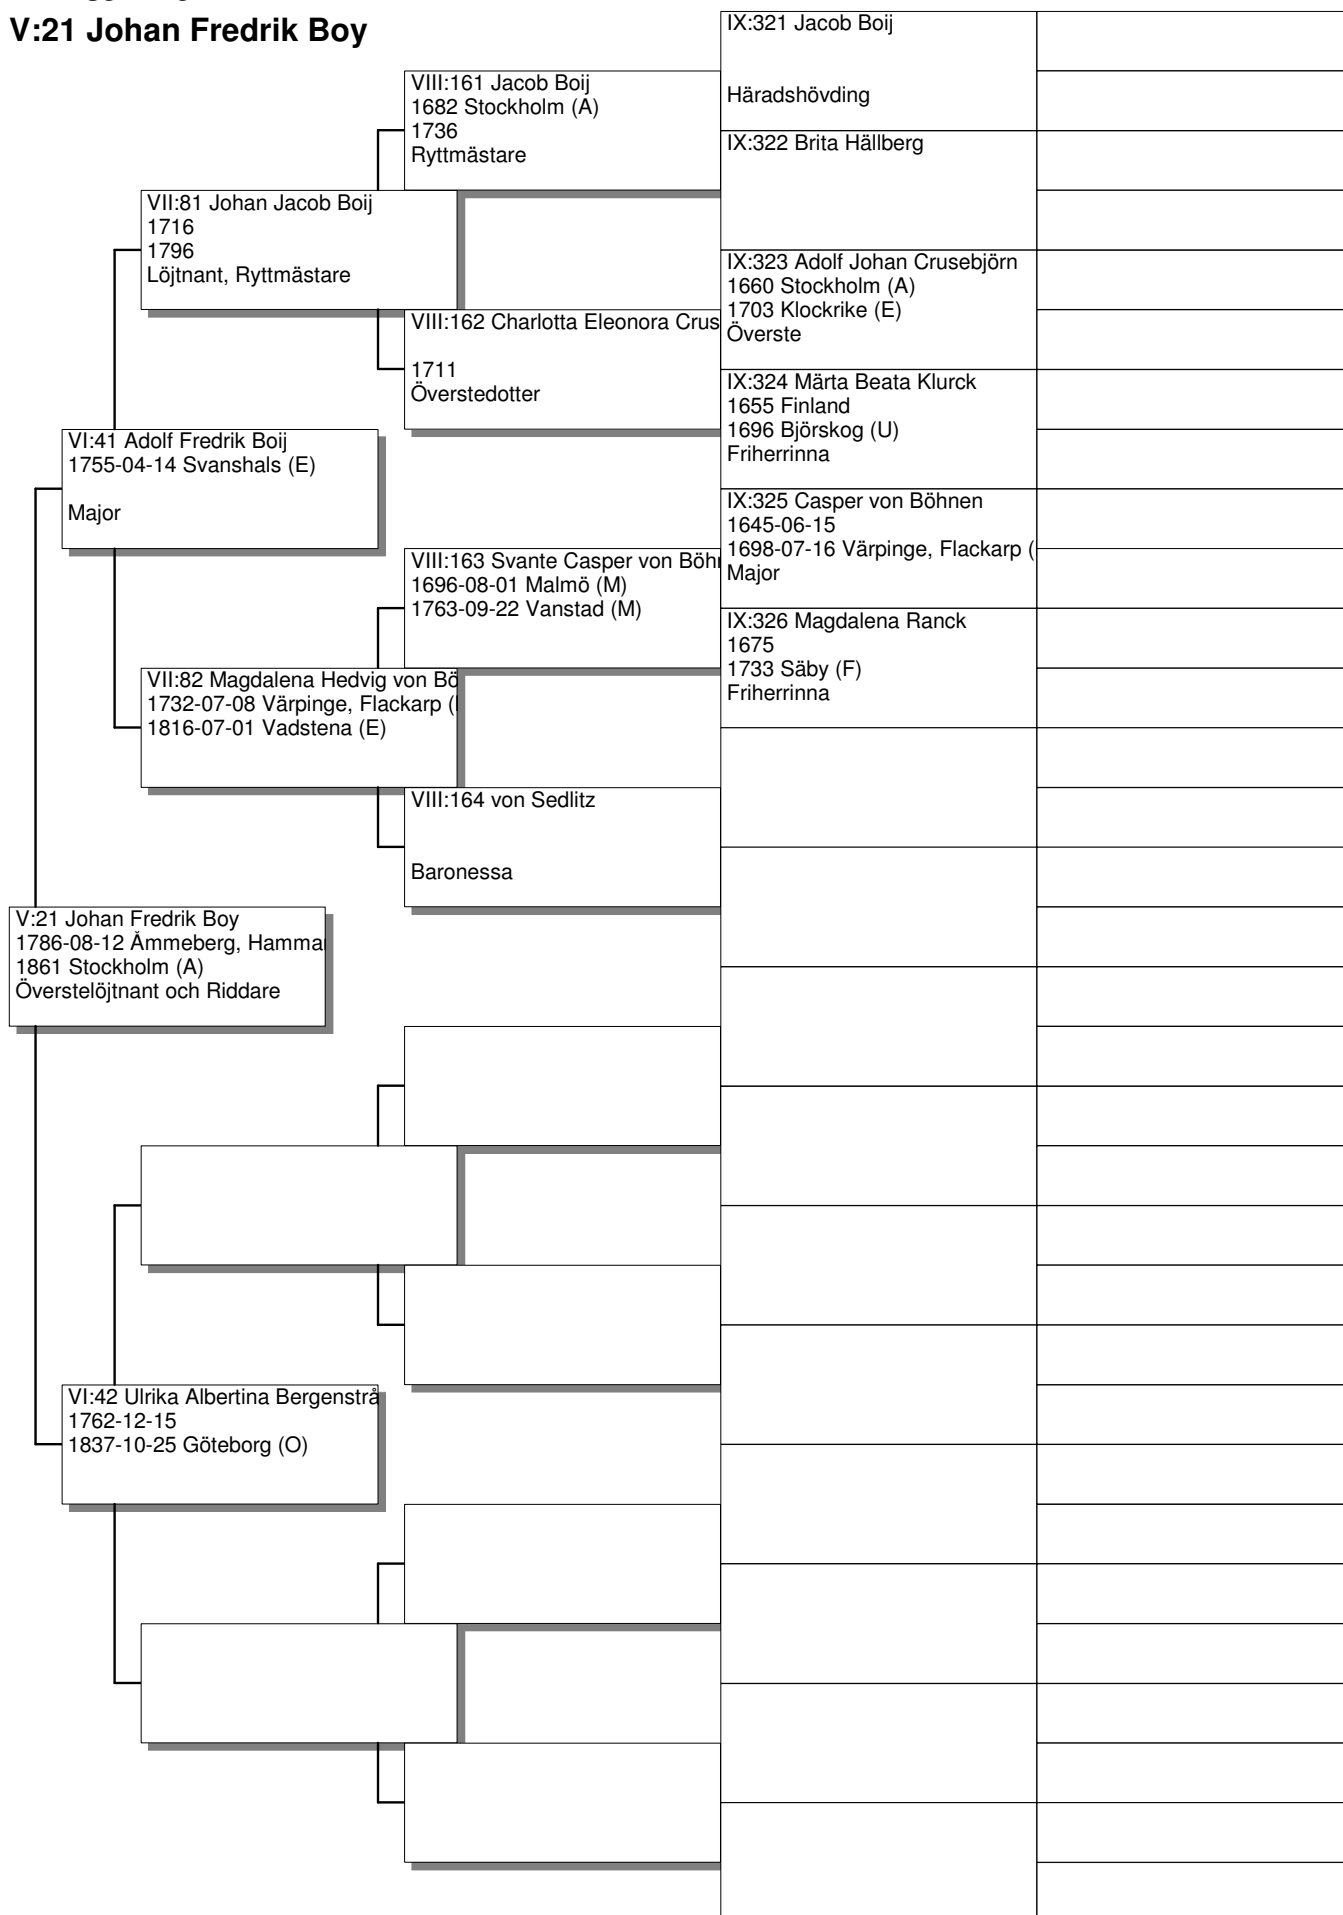 V:21 Johan Fredrik Boy
IX:321 Jacob Boij
Häradshövding
VIII:161 Jacob Boij
1682 Stockholm (A)
1736
Ryttmästare
IX:322 Brita Hällberg
VII:81 Johan Jacob Boij
1716
1796
Löjtnant, Ryttmästare
IX:323 Adolf Johan Crusebjörn
1660 Stockholm (A)
1703 Klockrike (E)
Överste
VIII:162 Charlotta Eleonora Crus
1711
Överstedotter
IX:324 Märta Beata Klurck
1655 Finland
1696 Björskog (U)
Friherrinna
VI:41 Adolf Fredrik Boij
1755-04-14 Svanshals (E)
Major
IX:325 Casper von Böhnen
1645-06-15
1698-07-16 Värpinge, Flackarp (
Major
VIII:163 Svante Casper von Böhn
1696-08-01 Malmö (M)
1763-09-22 Vanstad (M)
IX:326 Magdalena Ranck
1675
1733 Säby (F)
Friherrinna
VII:82 Magdalena Hedvig von Bö
1732-07-08 Värpinge, Flackarp (
1816-07-01 Vadstena (E)
VIII:164 von Sedlitz
Baronessa
V:21 Johan Fredrik Boy
1786-08-12 Åmmeberg, Hammar
1861 Stockholm (A)
Överstelöjtnant och Riddare
VI:42 Ulrika Albertina Bergenstrå
1762-12-15
1837-10-25 Göteborg (O)